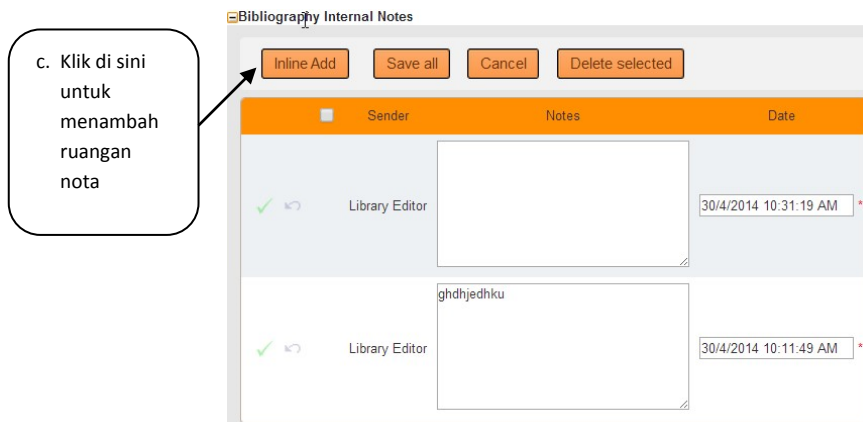 Bibliography Internal Notes
c. Klik di sini
untuk
menambah
ruangan
nota
Inline Add Save all Cancel Delete selected
Sender Notes Date
Library Editor 30/4/2014 10:31:19 AM *
ghdhjedhku
Library Editor 30/4/2014 10:11:49 AM *